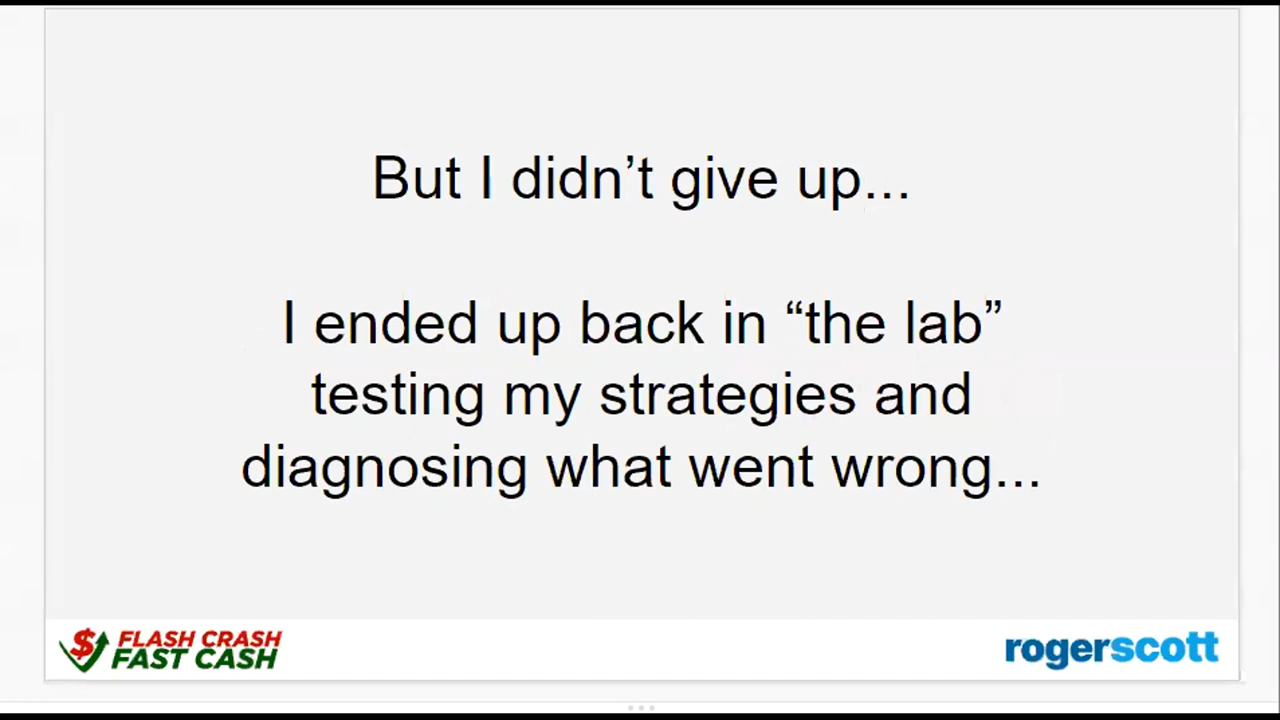 But I didn’t give up...
I ended up back in “the lab”
testing my strategies and
diagnosing what went wrong...
$ FLASH CRASH
FAST CASH
rogerscott